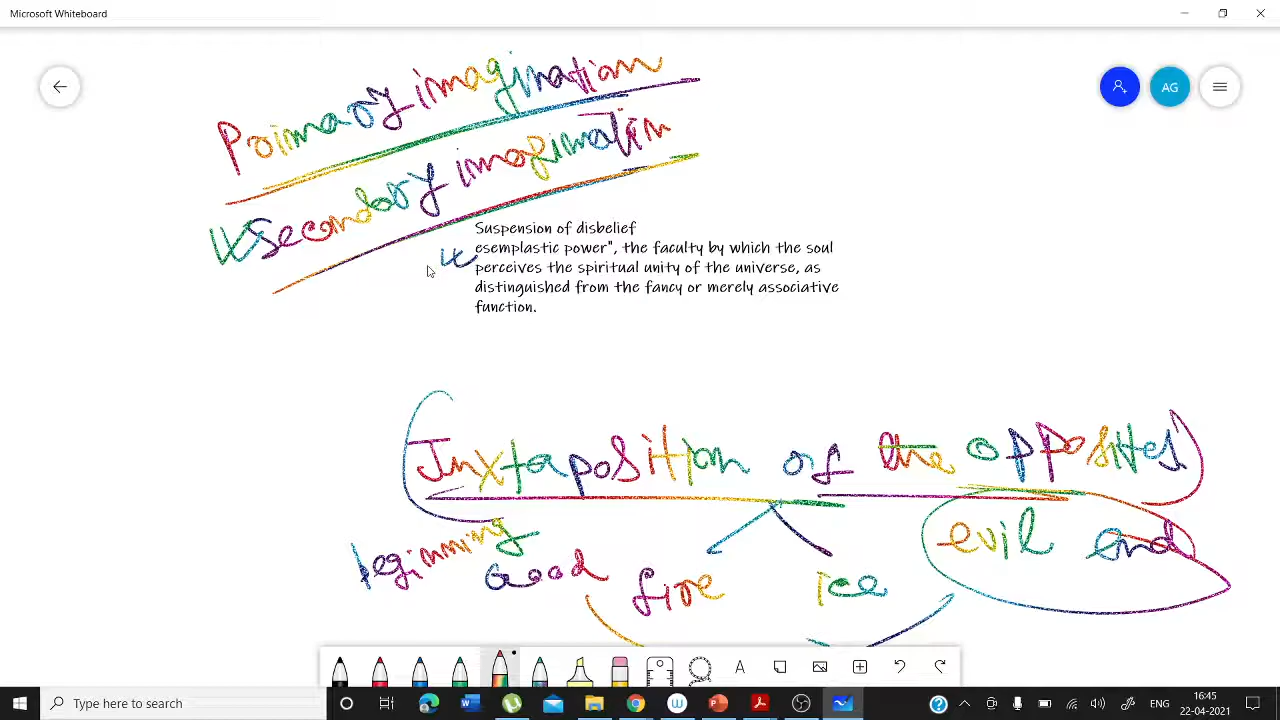 Microsoft Whiteboard
AG
Primary imagination
Secondary imagination
Suspension of disbelief
esemplastic power", the faculty by which the soul
perceives the spiritual unity of the universe, as
distinguished from the fancy or merely associative
function.
Juxtaposition of the opposites
beginning
evil end
Good fire ice
Type here to search
ENG
16:45
22-04-2021